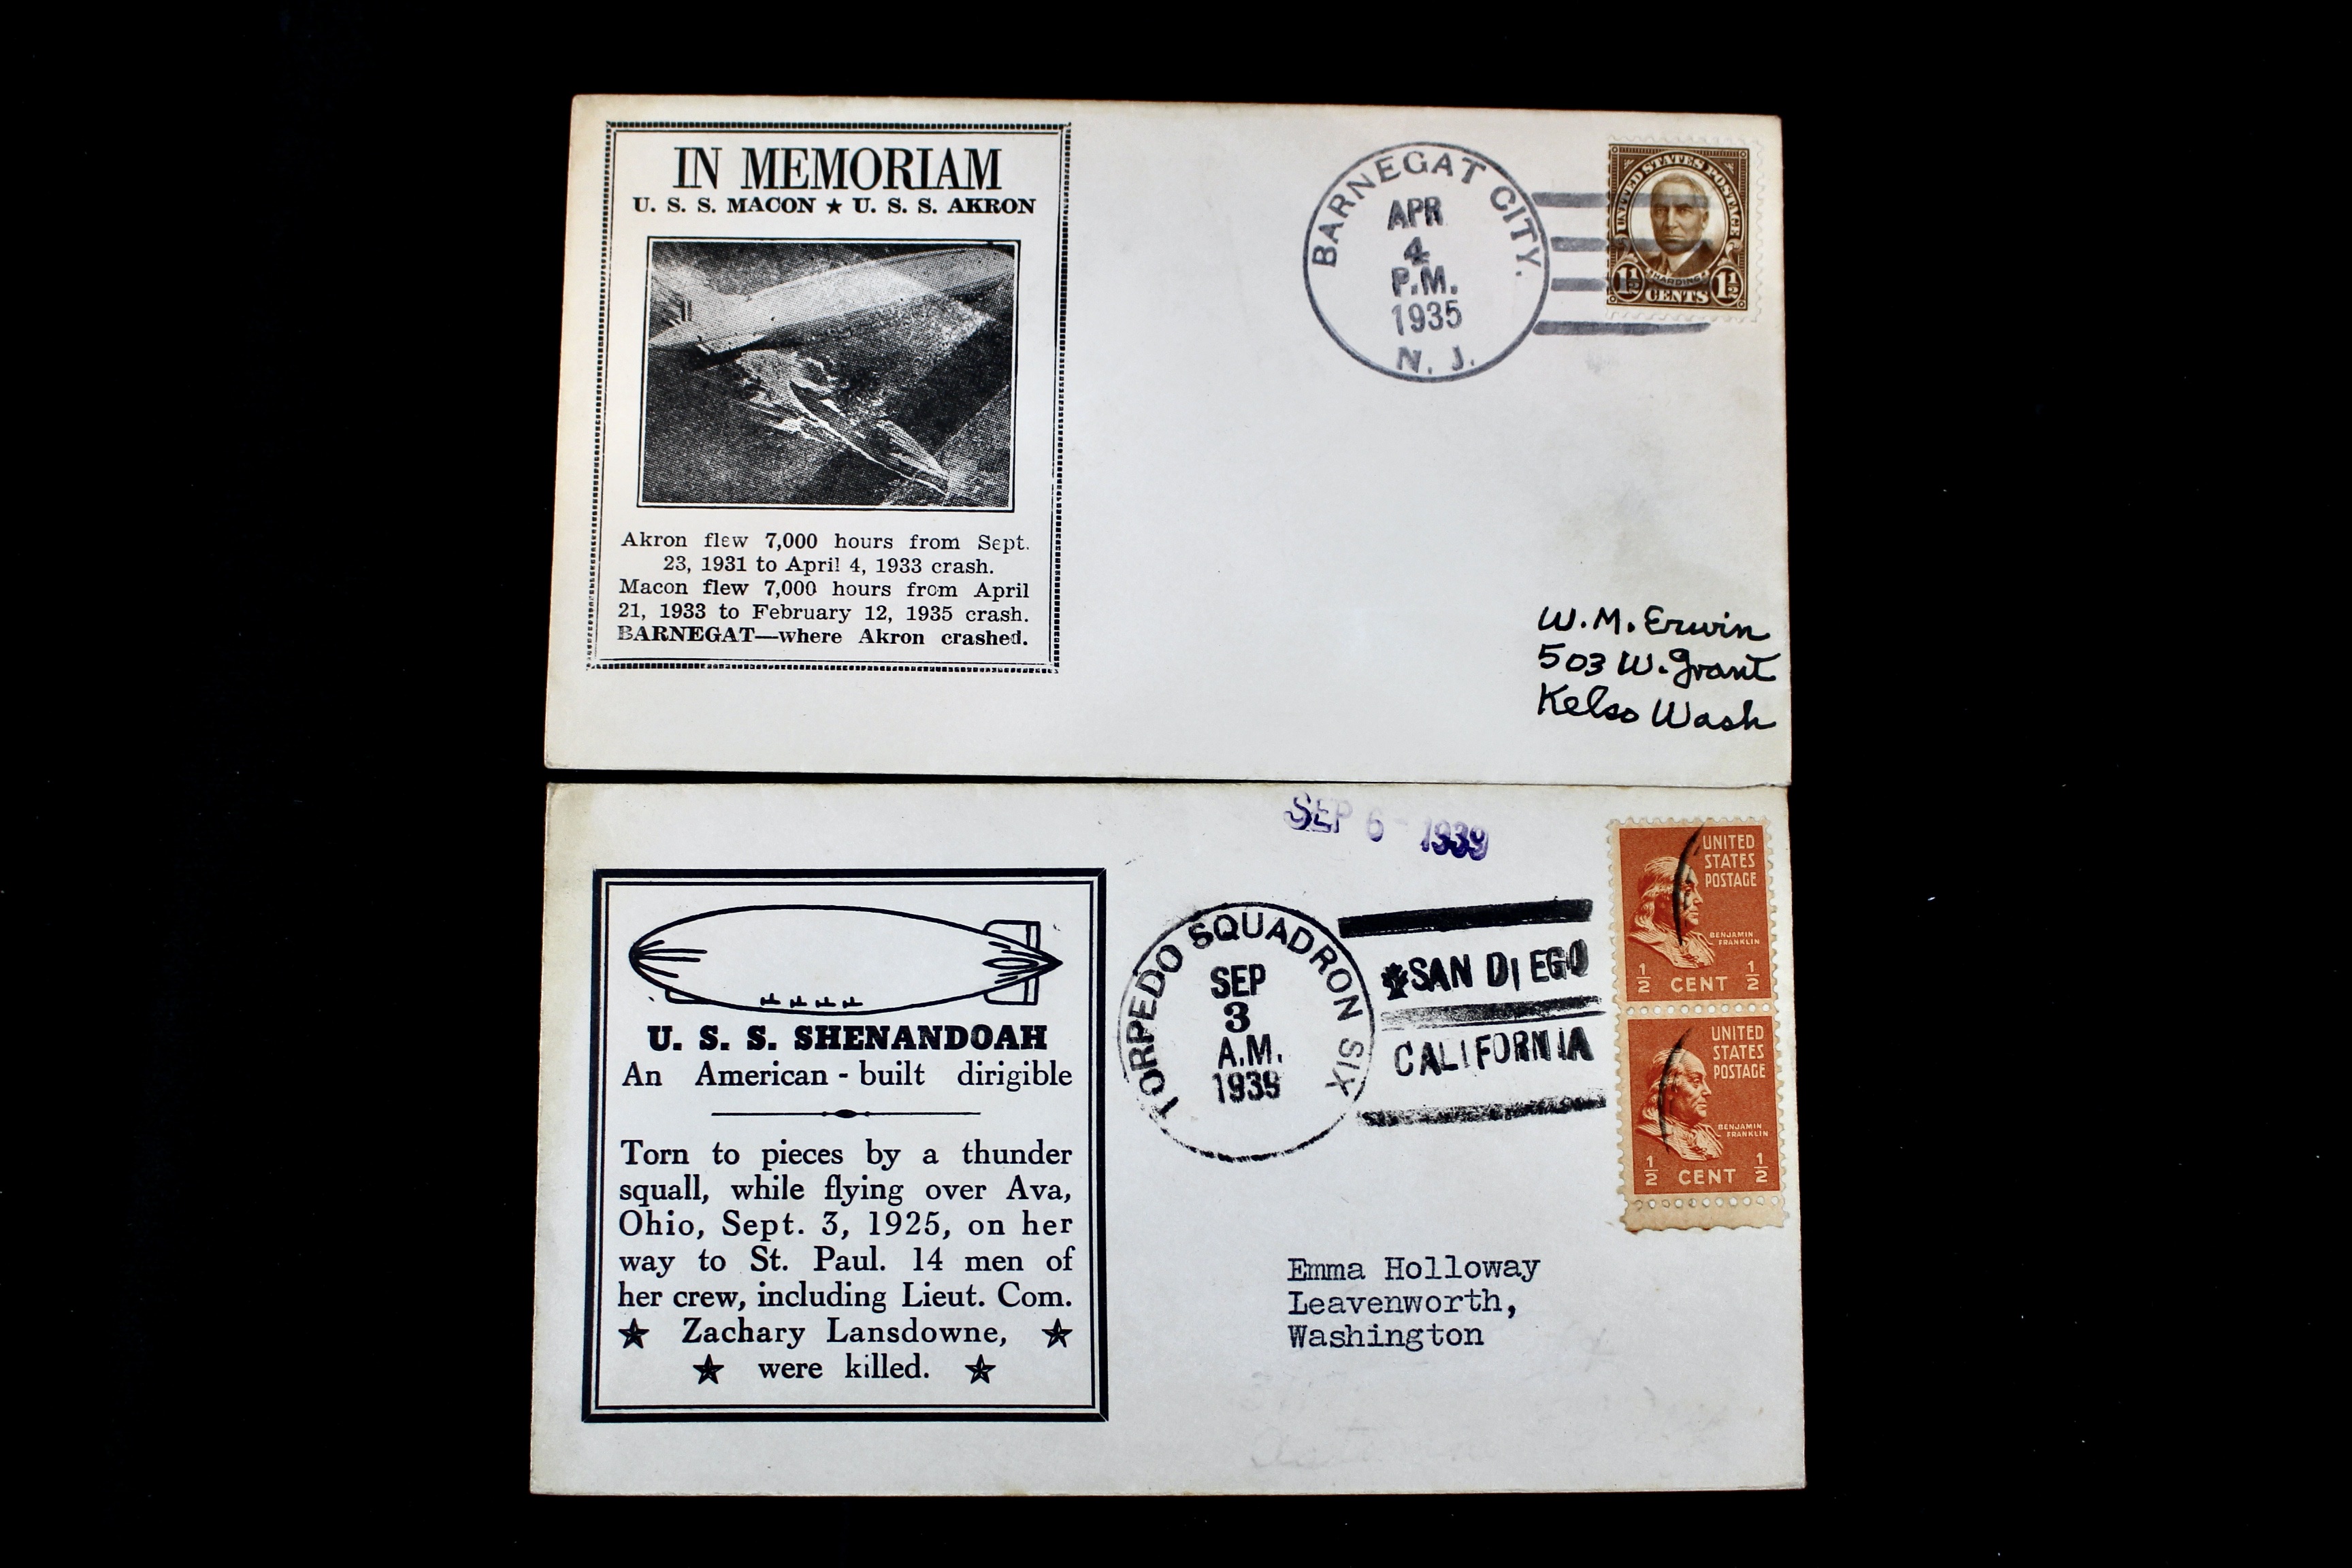 IN MEMORIAM
U. S. S. MACON ★ U. S. S. AKRON
Akron flew 7,000 hours from Sept.
23, 1931 to April 4, 1933 crash.
Macon flew 7,000 hours from April
21, 1933 to February 12, 1935 crash.
BARNEGAT—where Akron crashed.
BARNEGAT CITY.
APR
4
P.M.
1935
N. J.
UNITED STATES POSTAGE
HARDING
1½ CENTS 1½
W.M. Erwin
503 W. Grant
Kelso Wash
SEP 6 - 1939
U. S. S. SHENANDOAH
An American - built dirigible
Torn to pieces by a thunder
squall, while flying over Ava,
Ohio, Sept. 3, 1925, on her
way to St. Paul. 14 men of
her crew, including Lieut. Com.
★ Zachary Lansdowne, ★
★ were killed. ★
TORPEDO SQUADRON SIX
SEP
3
A.M.
1939
SAN DIEGO
CALIFORNIA
UNITED
STATES
POSTAGE
BENJAMIN
FRANKLIN
½ CENT ½
UNITED
STATES
POSTAGE
BENJAMIN
FRANKLIN
½ CENT ½
Emma Holloway
Leavenworth,
Washington